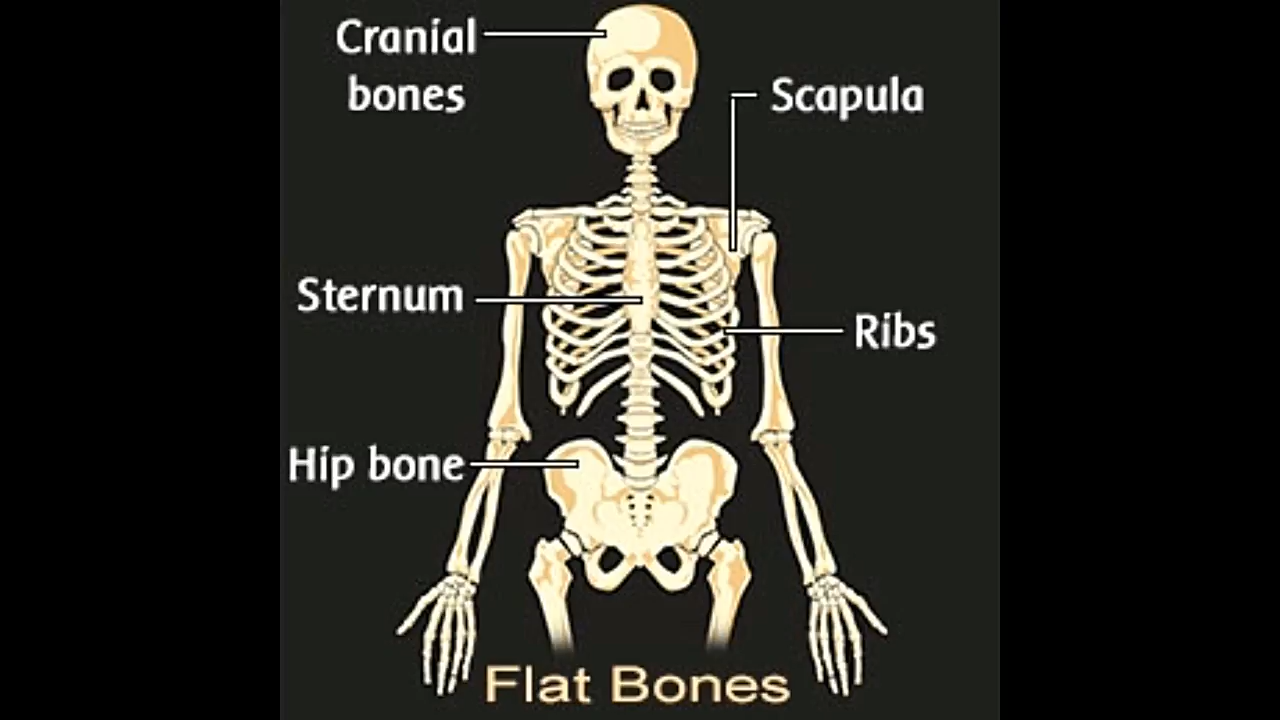 Cranial
bones
Scapula
Sternum
Ribs
Hip bone
Flat Bones